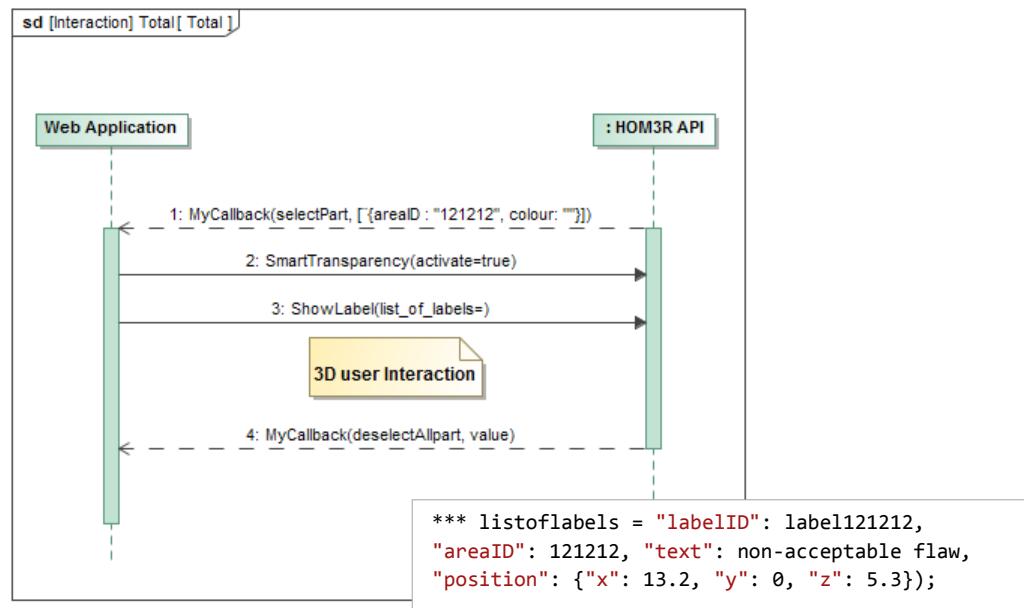 sd [Interaction] Total[ Total ]
Web Application
: HOM3R API
1: MyCallback(selectPart, [¨{areaID : "121212", colour: ""}])
2: SmartTransparency(activate=true)
3: ShowLabel(list_of_labels=)
3D user Interaction
4: MyCallback(deselectAllpart, value)
*** listoflabels = "labelID": label121212,
"areaID": 121212, "text": non-acceptable flaw,
"position": {"x": 13.2, "y": 0, "z": 5.3});